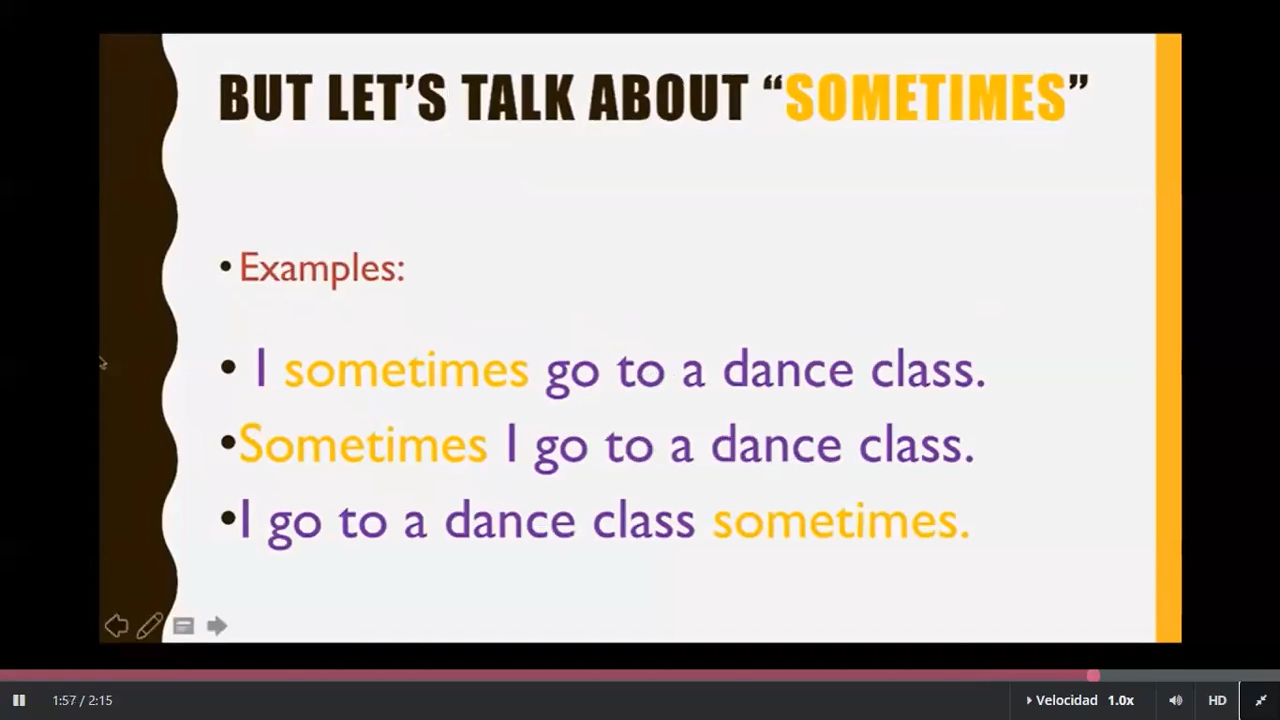 BUT LET'S TALK ABOUT “SOMETIMES”
• Examples:
• I sometimes go to a dance class.
• Sometimes I go to a dance class.
• I go to a dance class sometimes.
1:57 / 2:15
Velocidad 1.0x
HD